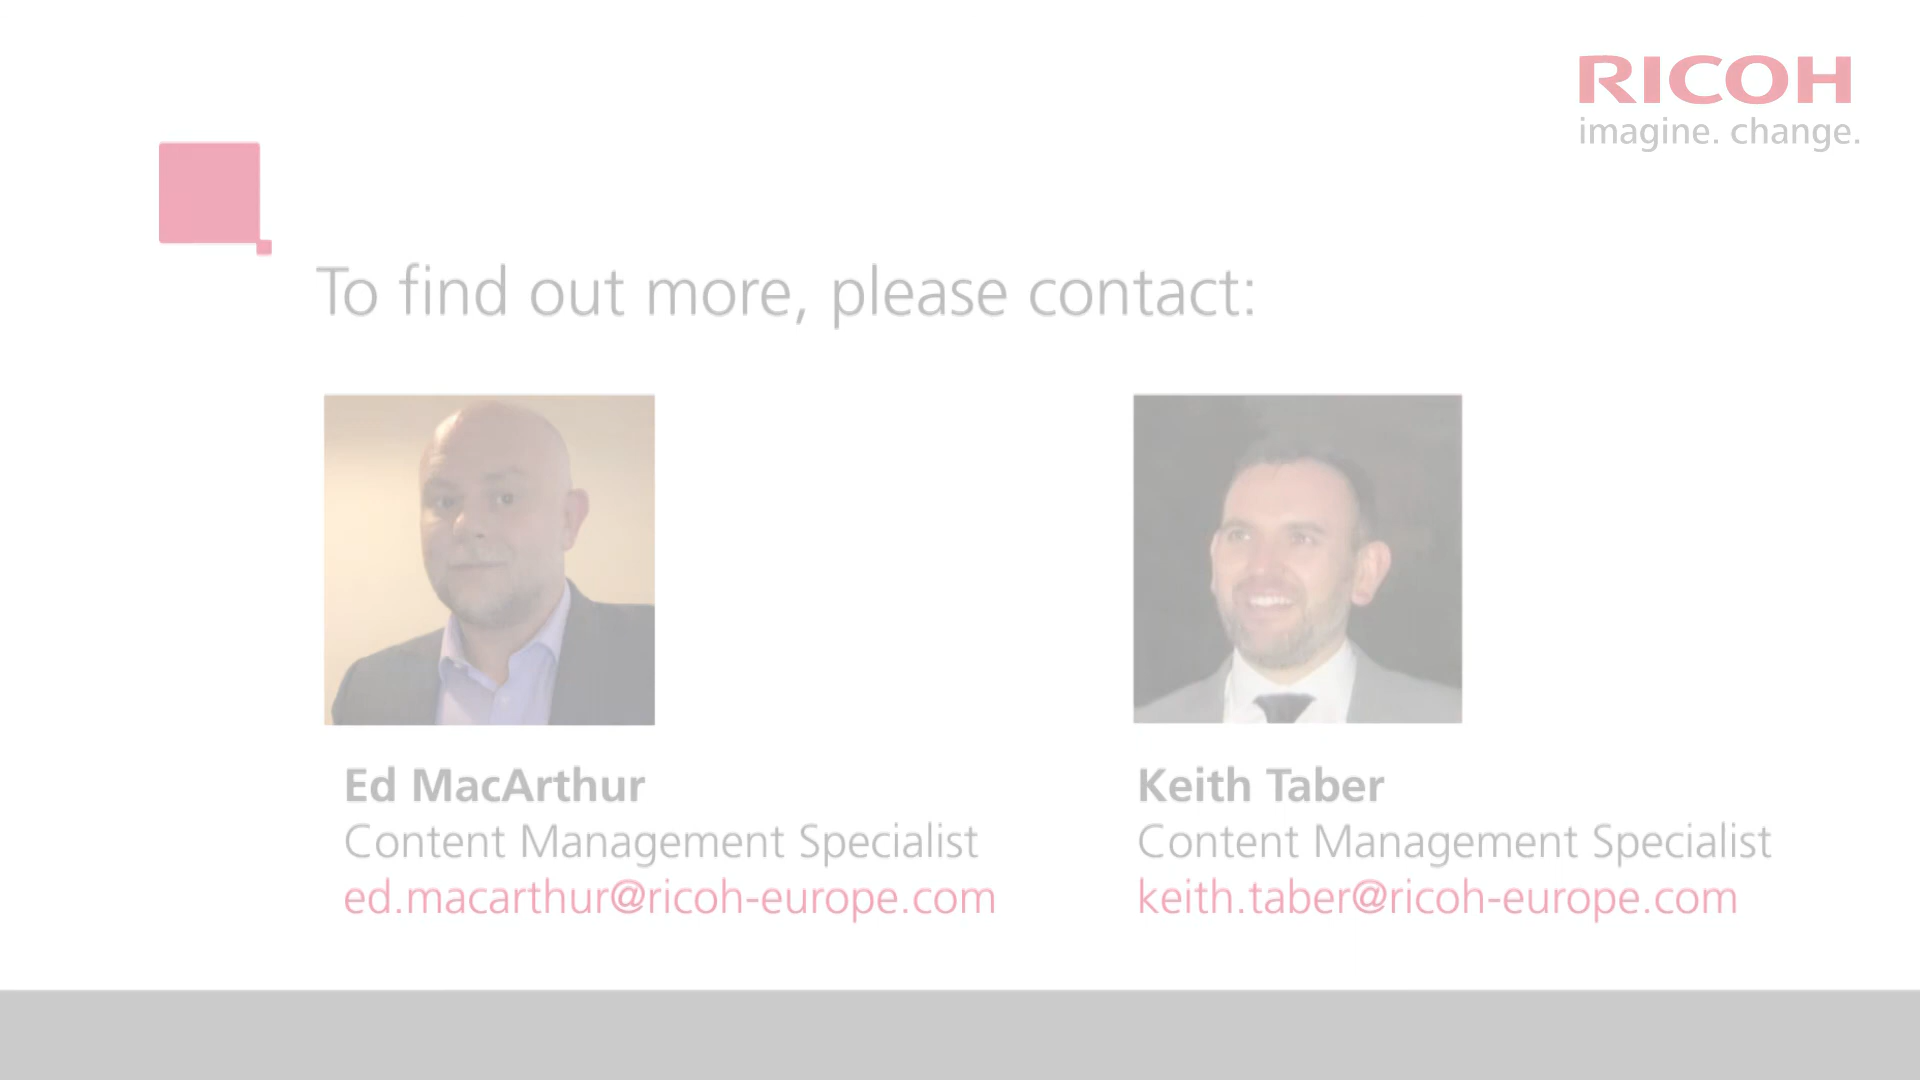 RICOH
imagine. change.
To find out more, please contact:
Ed MacArthur
Content Management Specialist
ed.macarthur@ricoh-europe.com
Keith Taber
Content Management Specialist
keith.taber@ricoh-europe.com